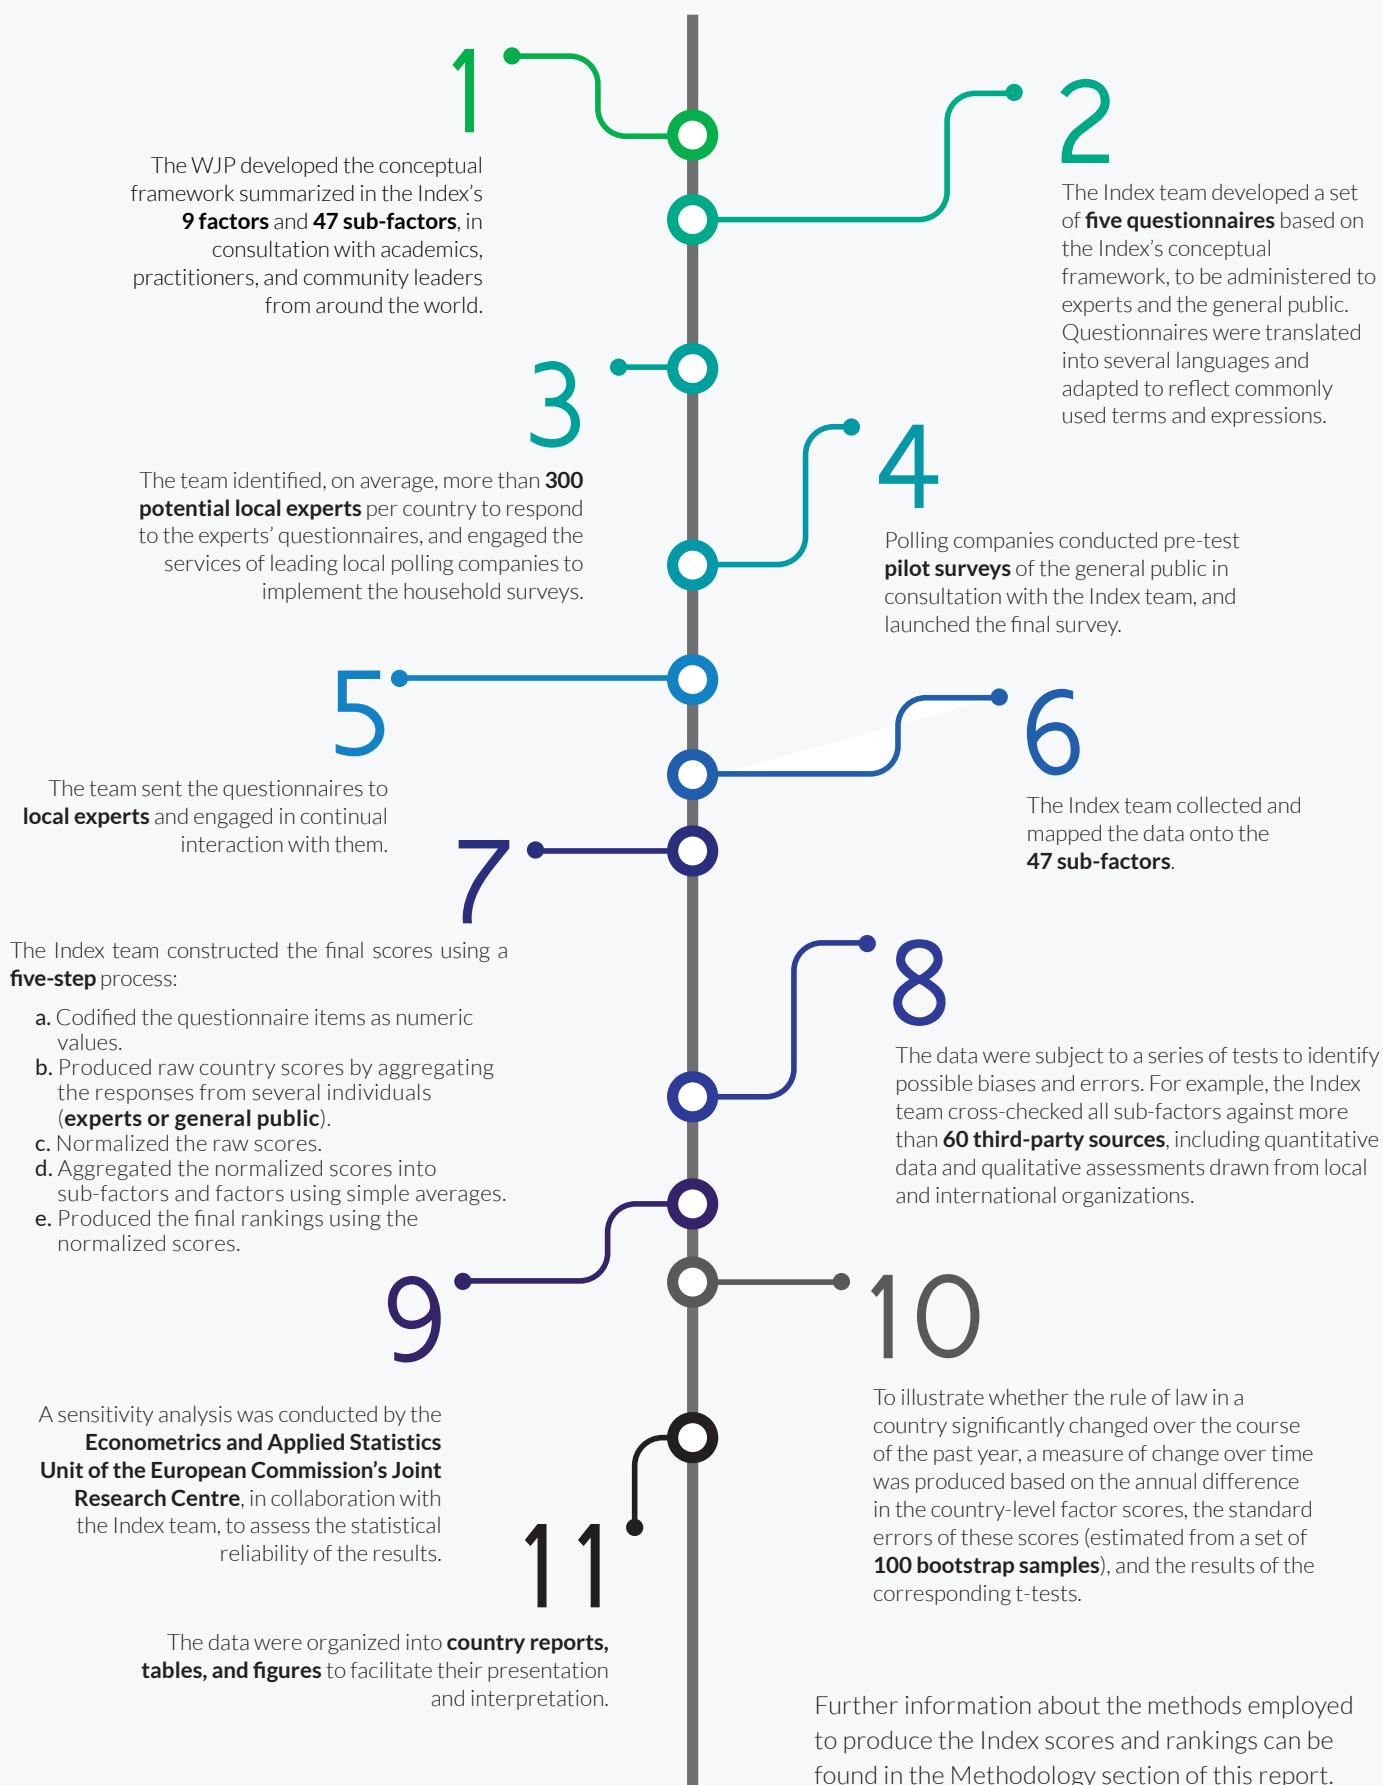 1
The WJP developed the conceptual
framework summarized in the Index’s
9 factors and 47 sub-factors, in
consultation with academics,
practitioners, and community leaders
from around the world.
2
The Index team developed a set
of five questionnaires based on
the Index’s conceptual
framework, to be administered to
experts and the general public.
Questionnaires were translated
into several languages and
adapted to reflect commonly
used terms and expressions.
3
The team identified, on average, more than 300
potential local experts per country to respond
to the experts’ questionnaires, and engaged the
services of leading local polling companies to
implement the household surveys.
4
Polling companies conducted pre-test
pilot surveys of the general public in
consultation with the Index team, and
launched the final survey.
5
The team sent the questionnaires to
local experts and engaged in continual
interaction with them.
6
The Index team collected and
mapped the data onto the
47 sub-factors.
7
The Index team constructed the final scores using a
five-step process:
a. Codified the questionnaire items as numeric
values.
b. Produced raw country scores by aggregating
the responses from several individuals
(experts or general public).
c. Normalized the raw scores.
d. Aggregated the normalized scores into
sub-factors and factors using simple averages.
e. Produced the final rankings using the
normalized scores.
8
The data were subject to a series of tests to identify
possible biases and errors. For example, the Index
team cross-checked all sub-factors against more
than 60 third-party sources, including quantitative
data and qualitative assessments drawn from local
and international organizations.
9
A sensitivity analysis was conducted by the
Econometrics and Applied Statistics
Unit of the European Commission’s Joint
Research Centre, in collaboration with
the Index team, to assess the statistical
reliability of the results.
10
To illustrate whether the rule of law in a
country significantly changed over the course
of the past year, a measure of change over time
was produced based on the annual difference
in the country-level factor scores, the standard
errors of these scores (estimated from a set of
100 bootstrap samples), and the results of the
corresponding t-tests.
11
The data were organized into country reports,
tables, and figures to facilitate their presentation
and interpretation.
Further information about the methods employed
to produce the Index scores and rankings can be
found in the Methodology section of this report.